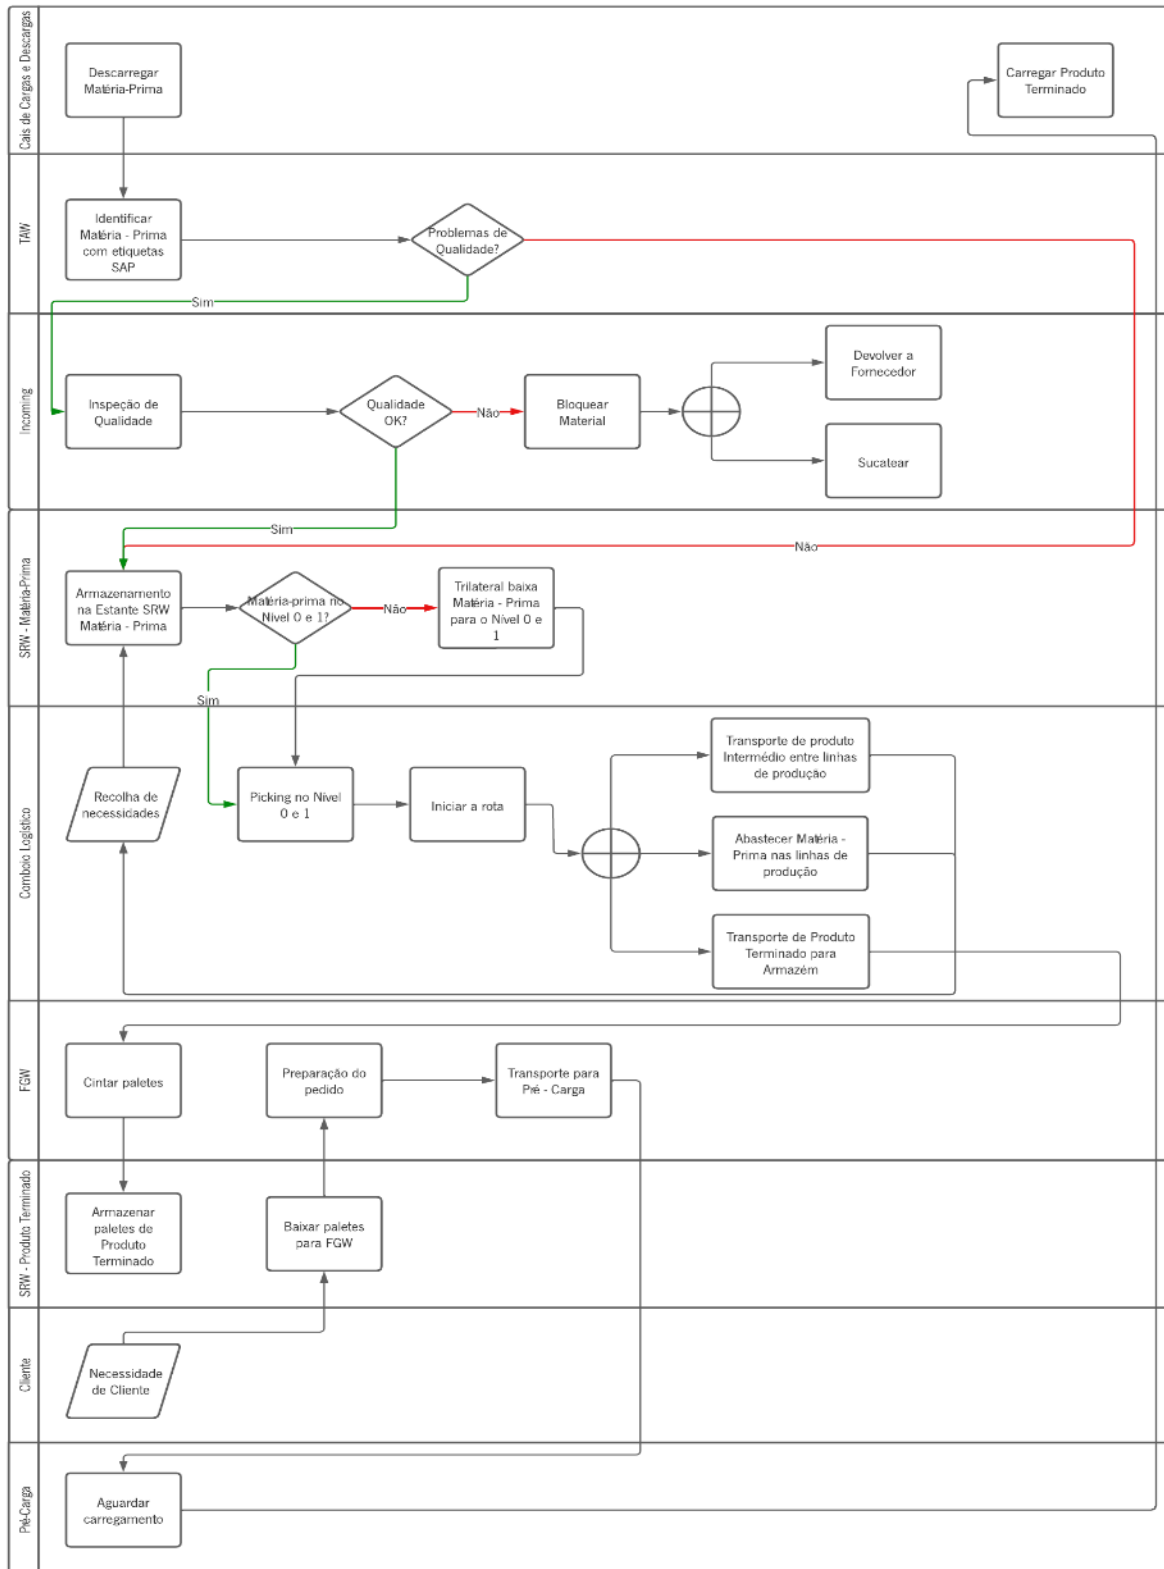 Cais de Cargas e Descargas
Descarregar
Matéria-Prima
Carregar Produto
Terminado
TAW
Identificar
Matéria - Prima
com etiquetas
SAP
Problemas de
Qualidade?
Sim
Incoming
Inspeção de
Qualidade
Qualidade
OK?
Não
Bloquear
Material
Devolver a
Fornecedor
Sucatear
Sim
Não
SRW - Matéria-Prima
Armazenamento
na Estante SRW
Matéria - Prima
Matéria-prima no
Nível 0 e 1?
Não
Trilateral baixa
Matéria - Prima
para o Nível 0 e
1
Sim
Comboio Logístico
Recolha de
necessidades
Picking no Nível
0 e 1
Iniciar a rota
Transporte de produto
Intermédio entre linhas
de produção
Abastecer Matéria -
Prima nas linhas de
produção
Transporte de Produto
Terminado para
Armazém
FGW
Cintar paletes
Preparação do
pedido
Transporte para
Pré - Carga
SRW - Produto Terminado
Armazenar
paletes de
Produto
Terminado
Baixar paletes
para FGW
Cliente
Necessidade
de Cliente
Pré-Carga
Aguardar
carregamento